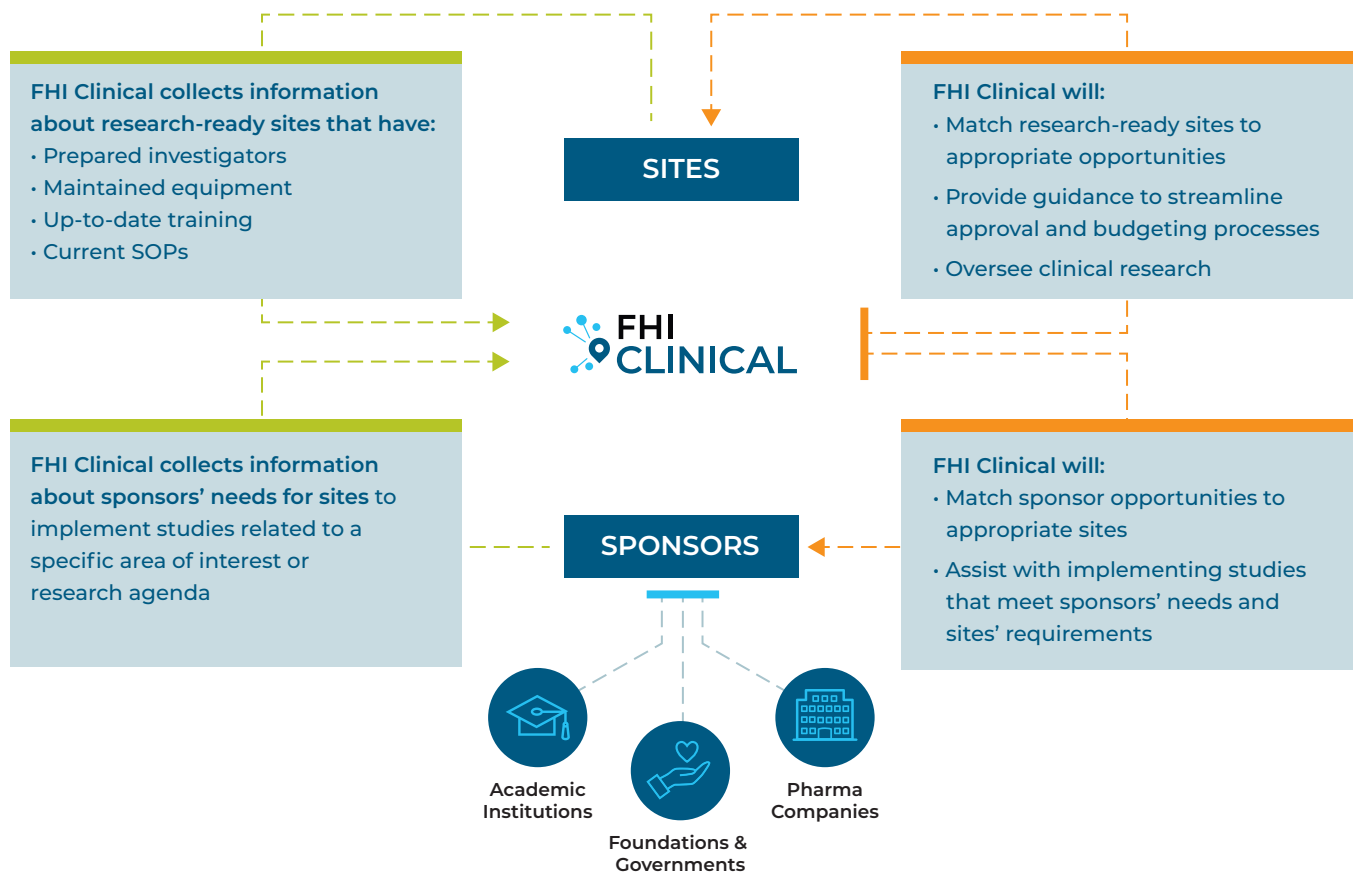 FHI Clinical collects information
about research-ready sites that have:
· Prepared investigators
· Maintained equipment
· Up-to-date training
· Current SOPs
SITES
FHI Clinical will:
· Match research-ready sites to
appropriate opportunities
· Provide guidance to streamline
approval and budgeting processes
· Oversee clinical research
FHI
CLINICAL
FHI Clinical collects information
about sponsors’ needs for sites to
implement studies related to a
specific area of interest or
research agenda
SPONSORS
FHI Clinical will:
· Match sponsor opportunities to
appropriate sites
· Assist with implementing studies
that meet sponsors’ needs and
sites’ requirements
Academic
Institutions
Foundations &
Governments
Pharma
Companies